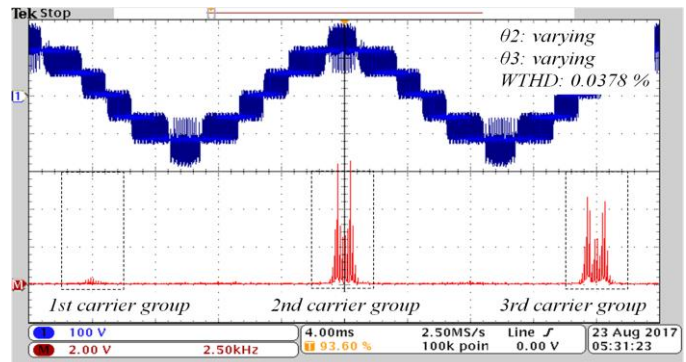 Tek Stop
θ2: varying
θ3: varying
WTHD: 0.0378 %
1
M
1st carrier group 2nd carrier group 3rd carrier group
1 100 V 4.00ms 2.50MS/s Line ƒ 23 Aug 2017
M 2.00 V 2.50kHz T 93.60 % 100k poin 0.00 V 05:31:23